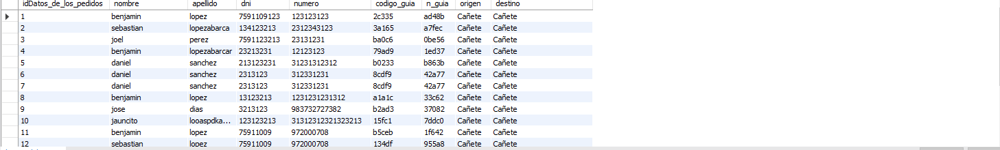 idDatos_de_los_pedidos nombre apellido dni numero codigo_guia n_guia origen destino
1 benjamin lopez 7591109123 123123123 2c335 ad48b Cañete Cañete
2 sebastian lopezabarca 134123213 2312343123 3a165 a7fec Cañete Cañete
3 joel perez 7591123213 23131231 ba0c6 0be56 Cañete Cañete
4 benjamin lopezabarcar 23213231 12123123 79ad9 1ed37 Cañete Cañete
5 daniel sanchez 213123231 31231312312 b0233 b863b Cañete Cañete
6 daniel sanchez 2313123 312331231 8cdf9 42a77 Cañete Cañete
7 daniel sanchez 2313123 312331231 8cdf9 42a77 Cañete Cañete
8 benjamin lopez 13123213 1231231231312 a1a1c 33c62 Cañete Cañete
9 jose dias 3213123 983732727382 b2ad3 37082 Cañete Cañete
10 jauncito looaspdka... 123123213 31312312321323213 15fc1 7ddc0 Cañete Cañete
11 benjamin lopez 75911009 972000708 b5ceb 1f642 Cañete Cañete
12 sebastian lopez 75911009 972000708 134df 955a8 Cañete Cañete